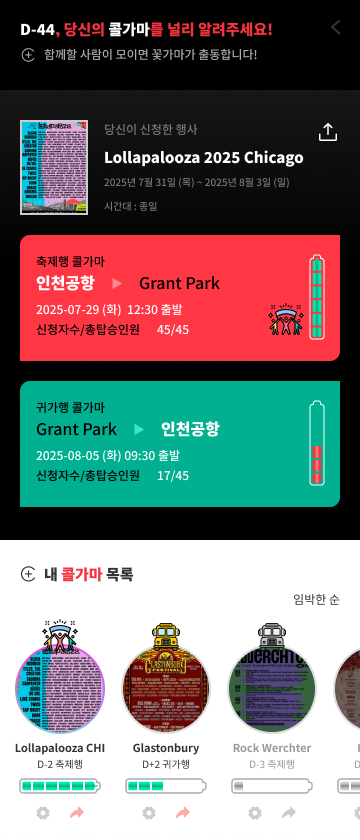 D-44, 당신의 콜가마를 널리 알려주세요!
함께할 사람이 모이면 꽃가마가 출동합니다!
당신이 신청한 행사
Lollapalooza 2025 Chicago
2025년 7월 31일 (목) ~ 2025년 8월 3일 (일)
시간대 : 종일
축제행 콜가마
인천공항 ▶ Grant Park
2025-07-29 (화) 12:30 출발
신청자수/총탑승인원 45/45
귀가행 콜가마
Grant Park ▶ 인천공항
2025-08-05 (화) 09:30 출발
신청자수/총탑승인원 17/45
내 콜가마 목록
임박한 순
GLASTONBURY
FESTIVAL
Lollapalooza CHI
D-2 축제행
Glastonbury
D+2 귀가행
Rock Werchter
D-3 축제행